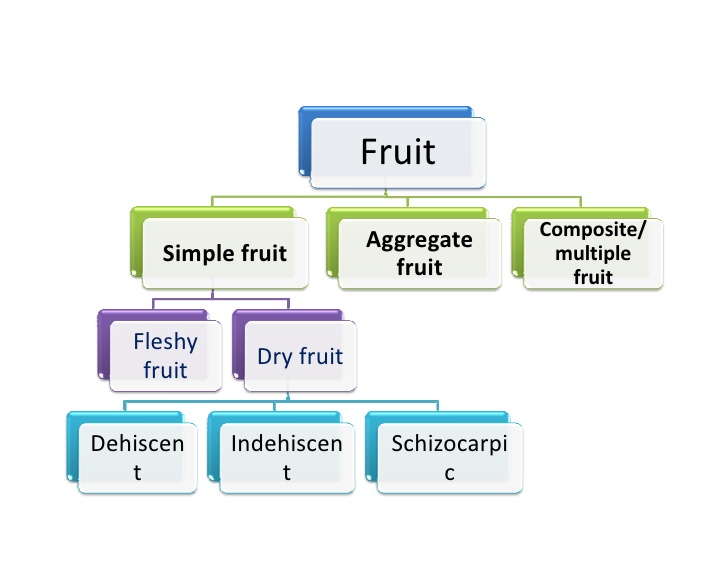 Fruit
Simple fruit
Aggregate
fruit
Composite/
multiple
fruit
Fleshy
fruit
Dry fruit
Dehiscen
t
Indehiscen
t
Schizocarpi
c